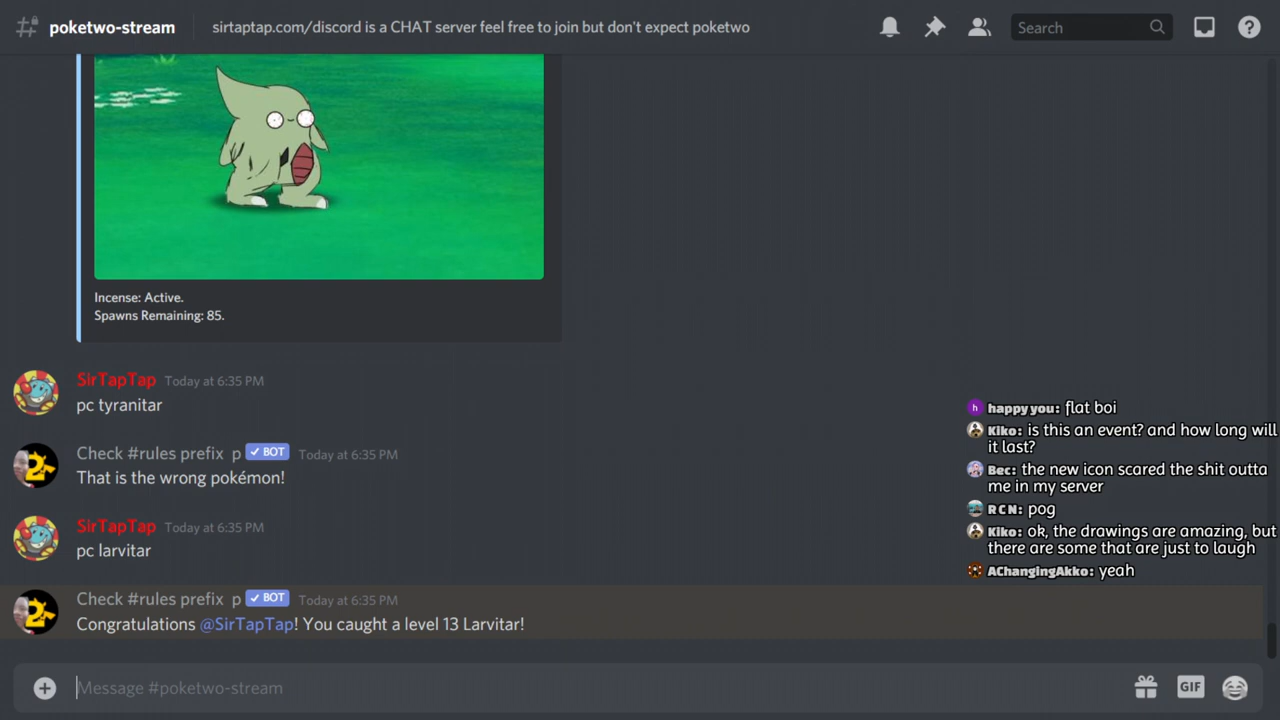 poketwo-stream
sirtaptap.com/discord is a CHAT server feel free to join but don't expect poketwo
Search
Incense: Active.
Spawns Remaining: 85.
SirTapTap Today at 6:35 PM
pc tyranitar
Check #rules prefix p BOT Today at 6:35 PM
That is the wrong pokémon!
SirTapTap Today at 6:35 PM
pc larvitar
Check #rules prefix p BOT Today at 6:35 PM
Congratulations @SirTapTap! You caught a level 13 Larvitar!
Message #poketwo-stream
GIF
h happy you: flat boi
Kiko: is this an event? and how long will
it last?
Bec: the new icon scared the shit outta
me in my server
R C N: pog
Kiko: ok, the drawings are amazing, but
there are some that are just to laugh
AChangingAkko: yeah